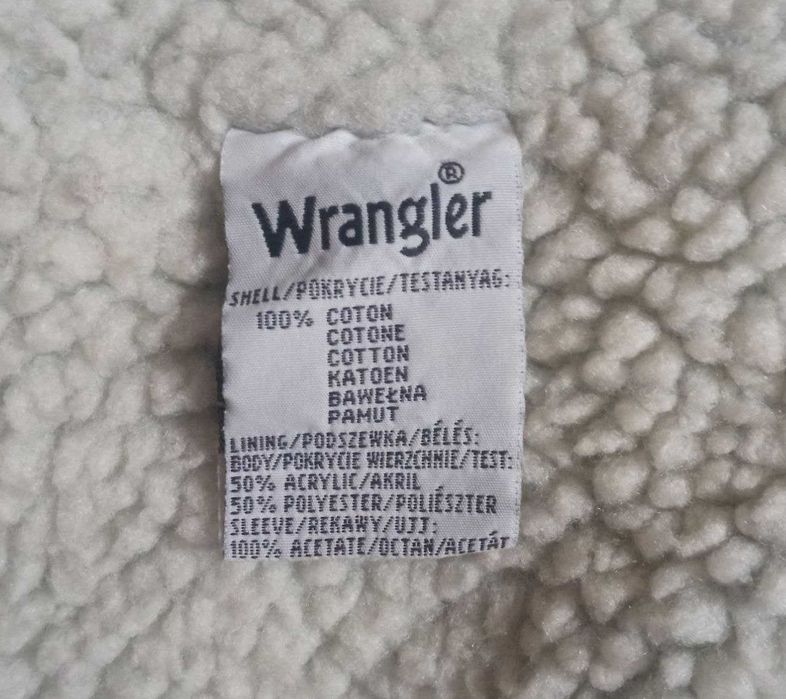 Wrangler®
SHELL/POKRYCIE/TESTANYAG:
100% COTON
COTONE
COTTON
KATOEN
BAWEŁNA
PAMUT
LINING/PODSZEWKA/BÉLÉS:
BODY/POKRYCIE WIERZCHNIE/TEST:
50% ACRYLIC/AKRIL
50% POLYESTER/POLIÉSZTER
SLEEVE/REKAWY/UJJ:
100% ACETATE/OCTAN/ACETÁT